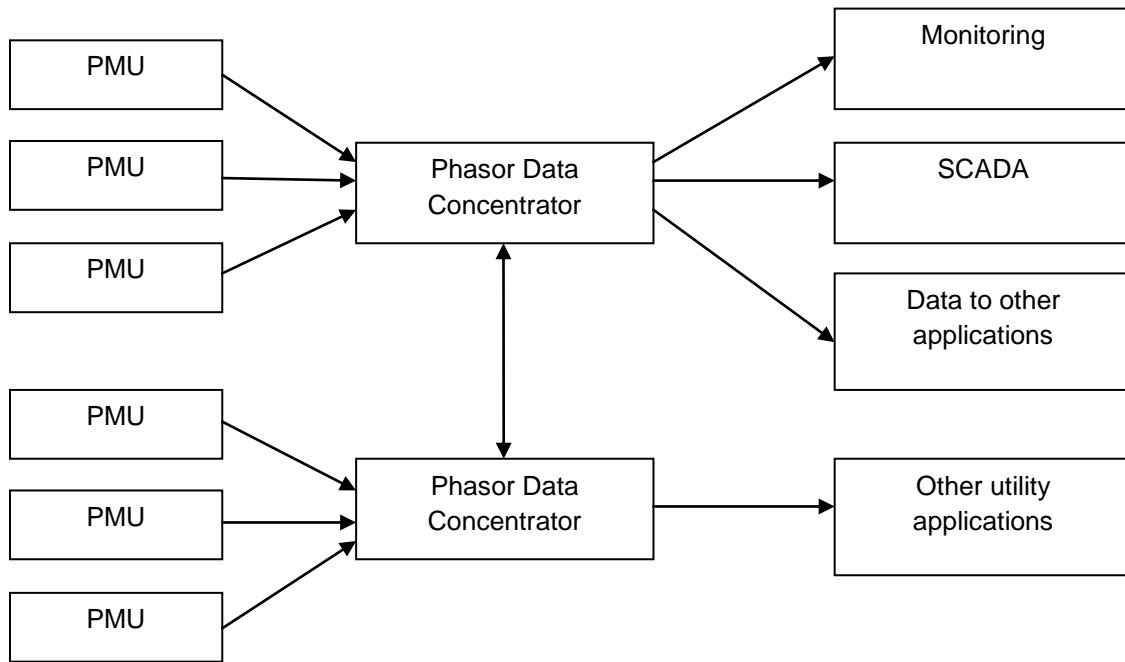 PMU
PMU
PMU
Phasor Data
Concentrator
Monitoring
SCADA
Data to other
applications
PMU
PMU
PMU
Phasor Data
Concentrator
Other utility
applications